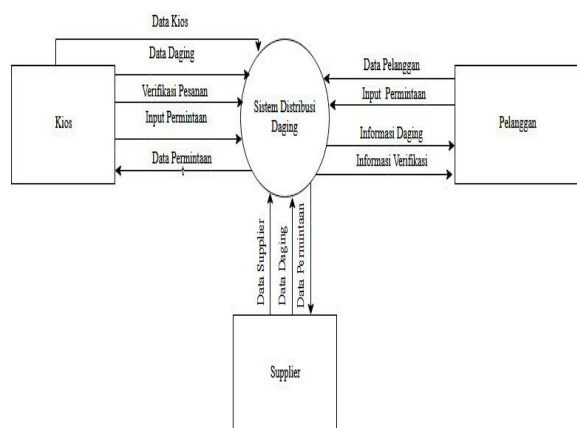 Data Kios
Data Daging
Verifikasi Pesanan
Input Permintaan
Data Permintaan
Kios
Sistem Distribusi
Daging
Data Pelanggan
Input Permintaan
Informasi Daging
Informasi Verifikasi
Pelanggan
Data Supplier
Data Daging
Data Permintaan
Supplier